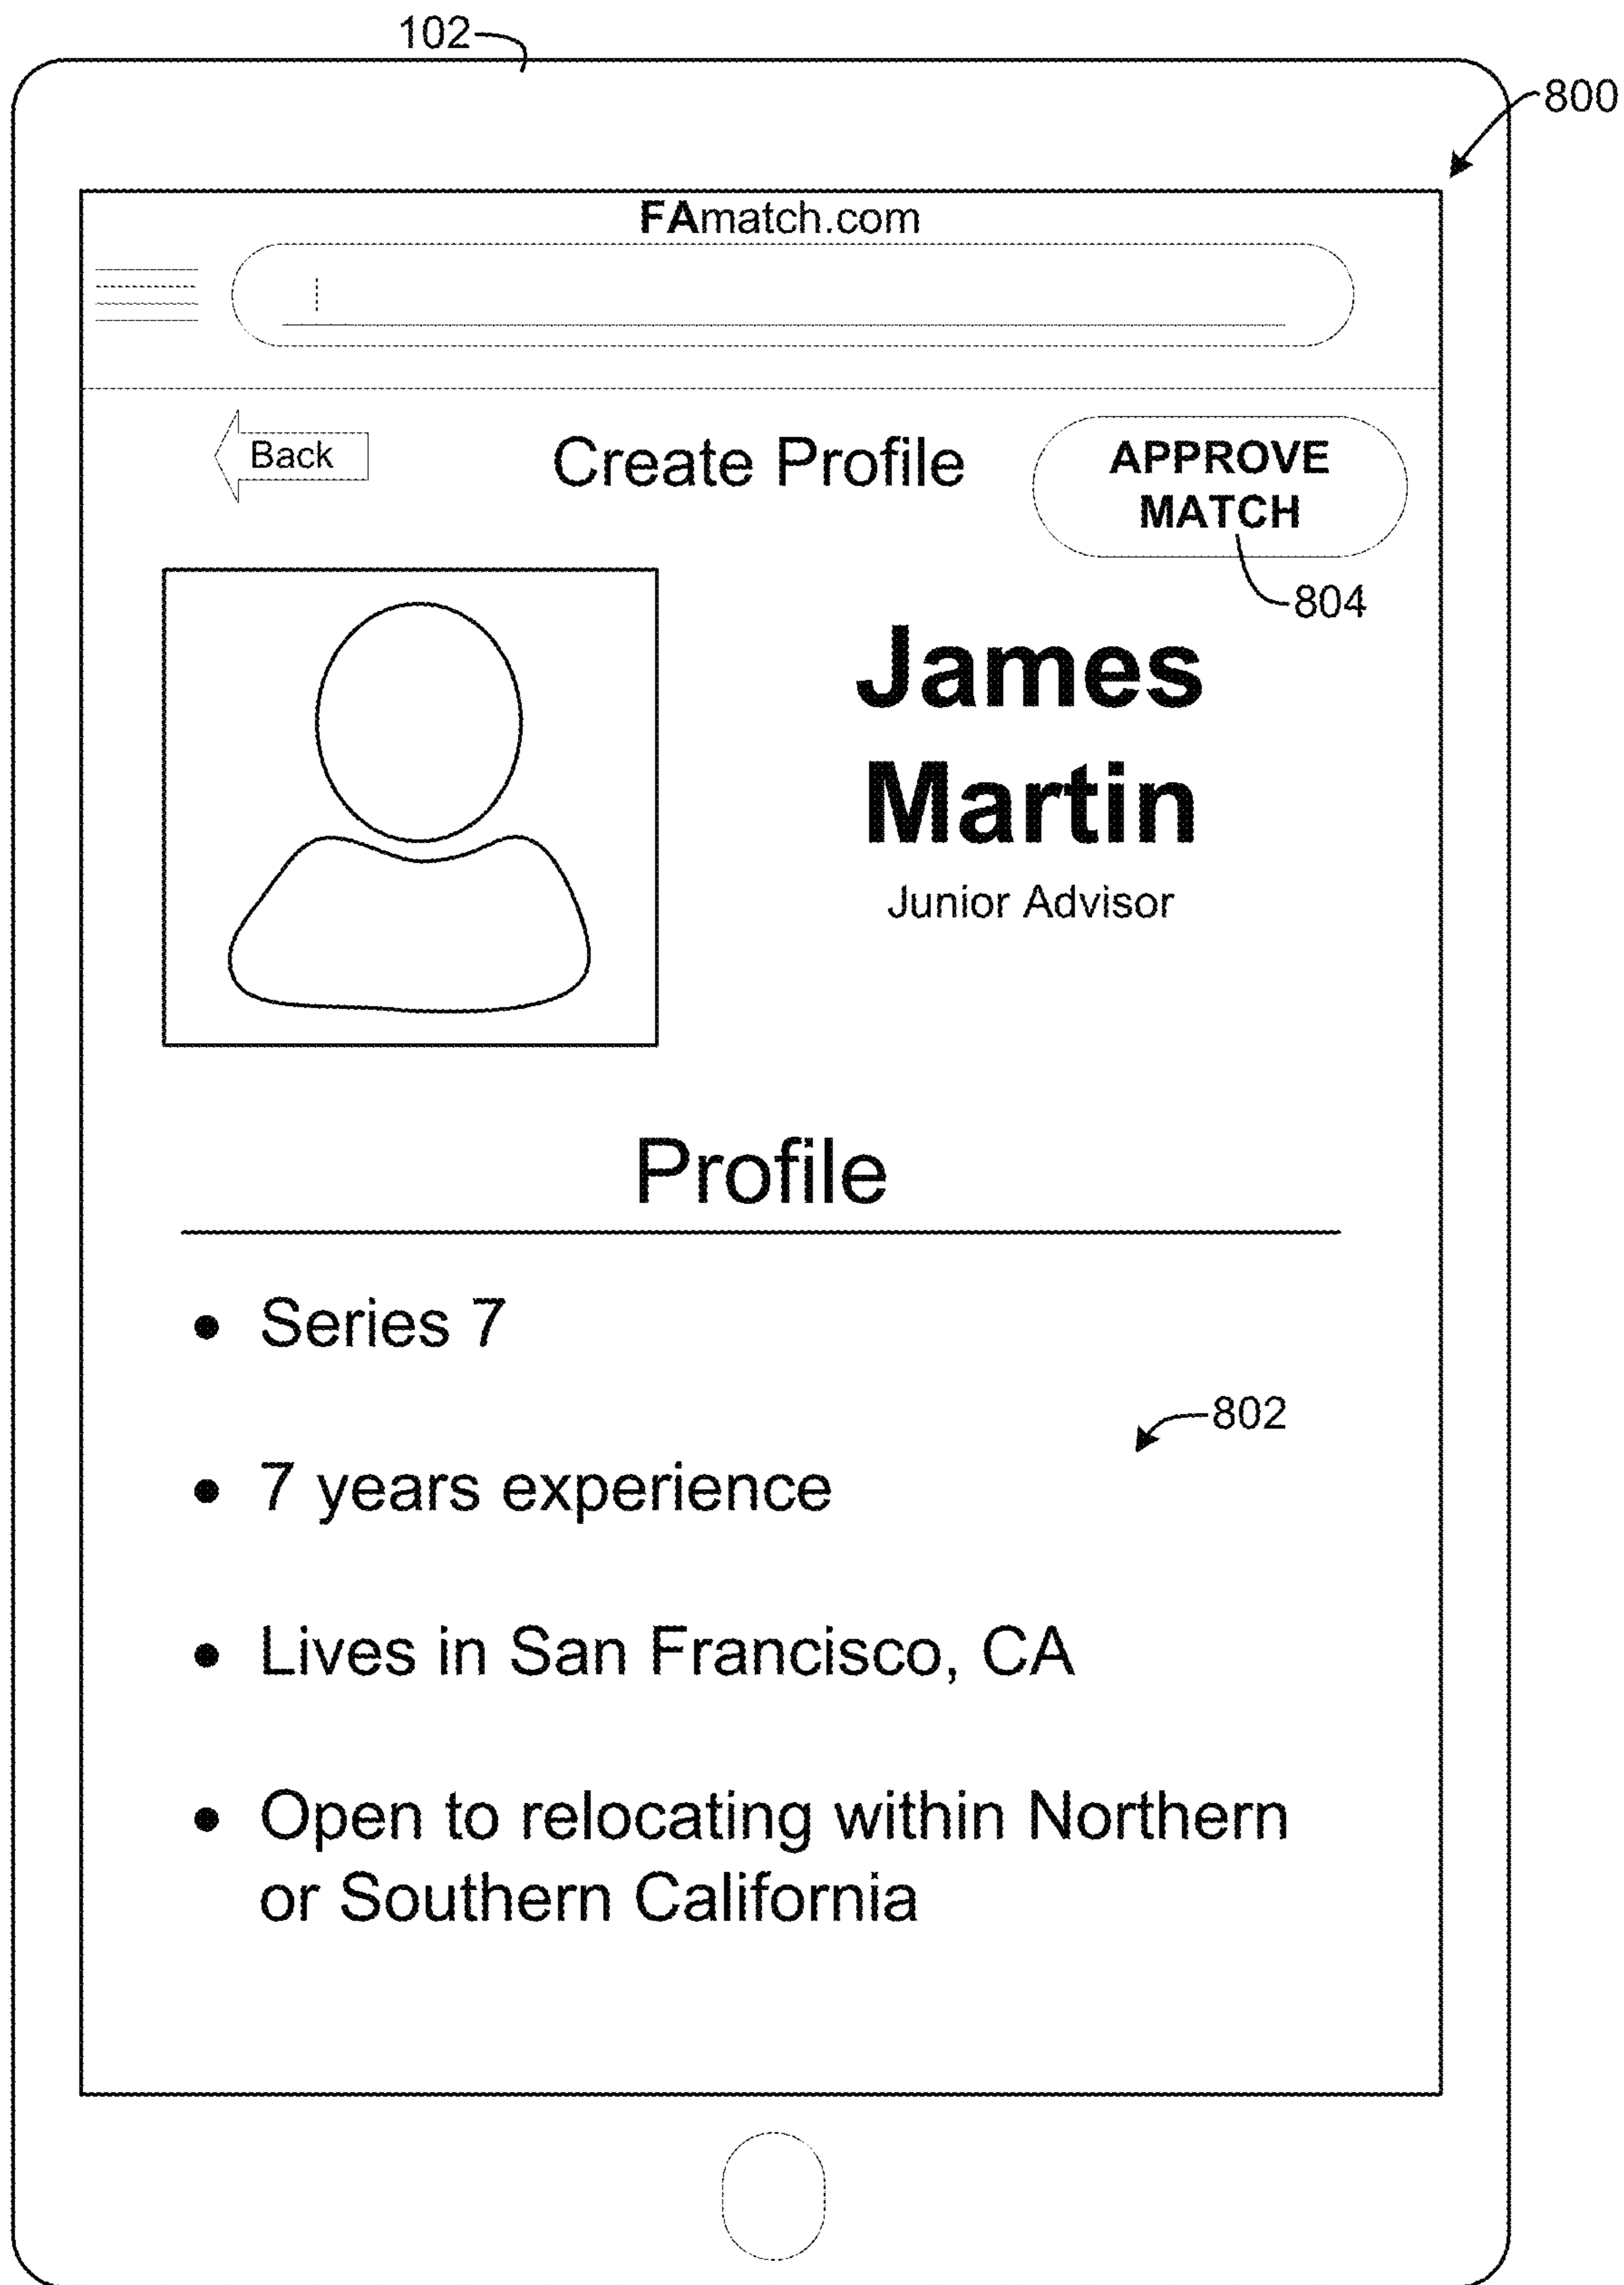 102
800
FAmatch.com
Back
Create Profile
APPROVE
MATCH
804
James
Martin
Junior Advisor
Profile
• Series 7
802
• 7 years experience
• Lives in San Francisco, CA
• Open to relocating within Northern
or Southern California